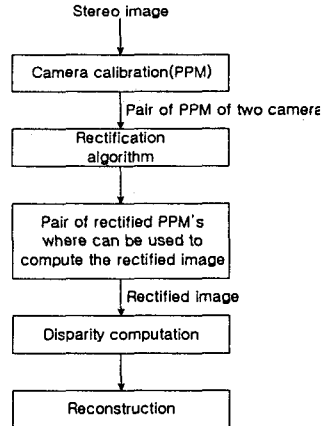 Stereo image
Camera calibration(PPM)
Pair of PPM of two camera
Rectification
algorithm
Pair of rectified PPM's
where can be used to
compute the rectified image
Rectified image
Disparity computation
Reconstruction